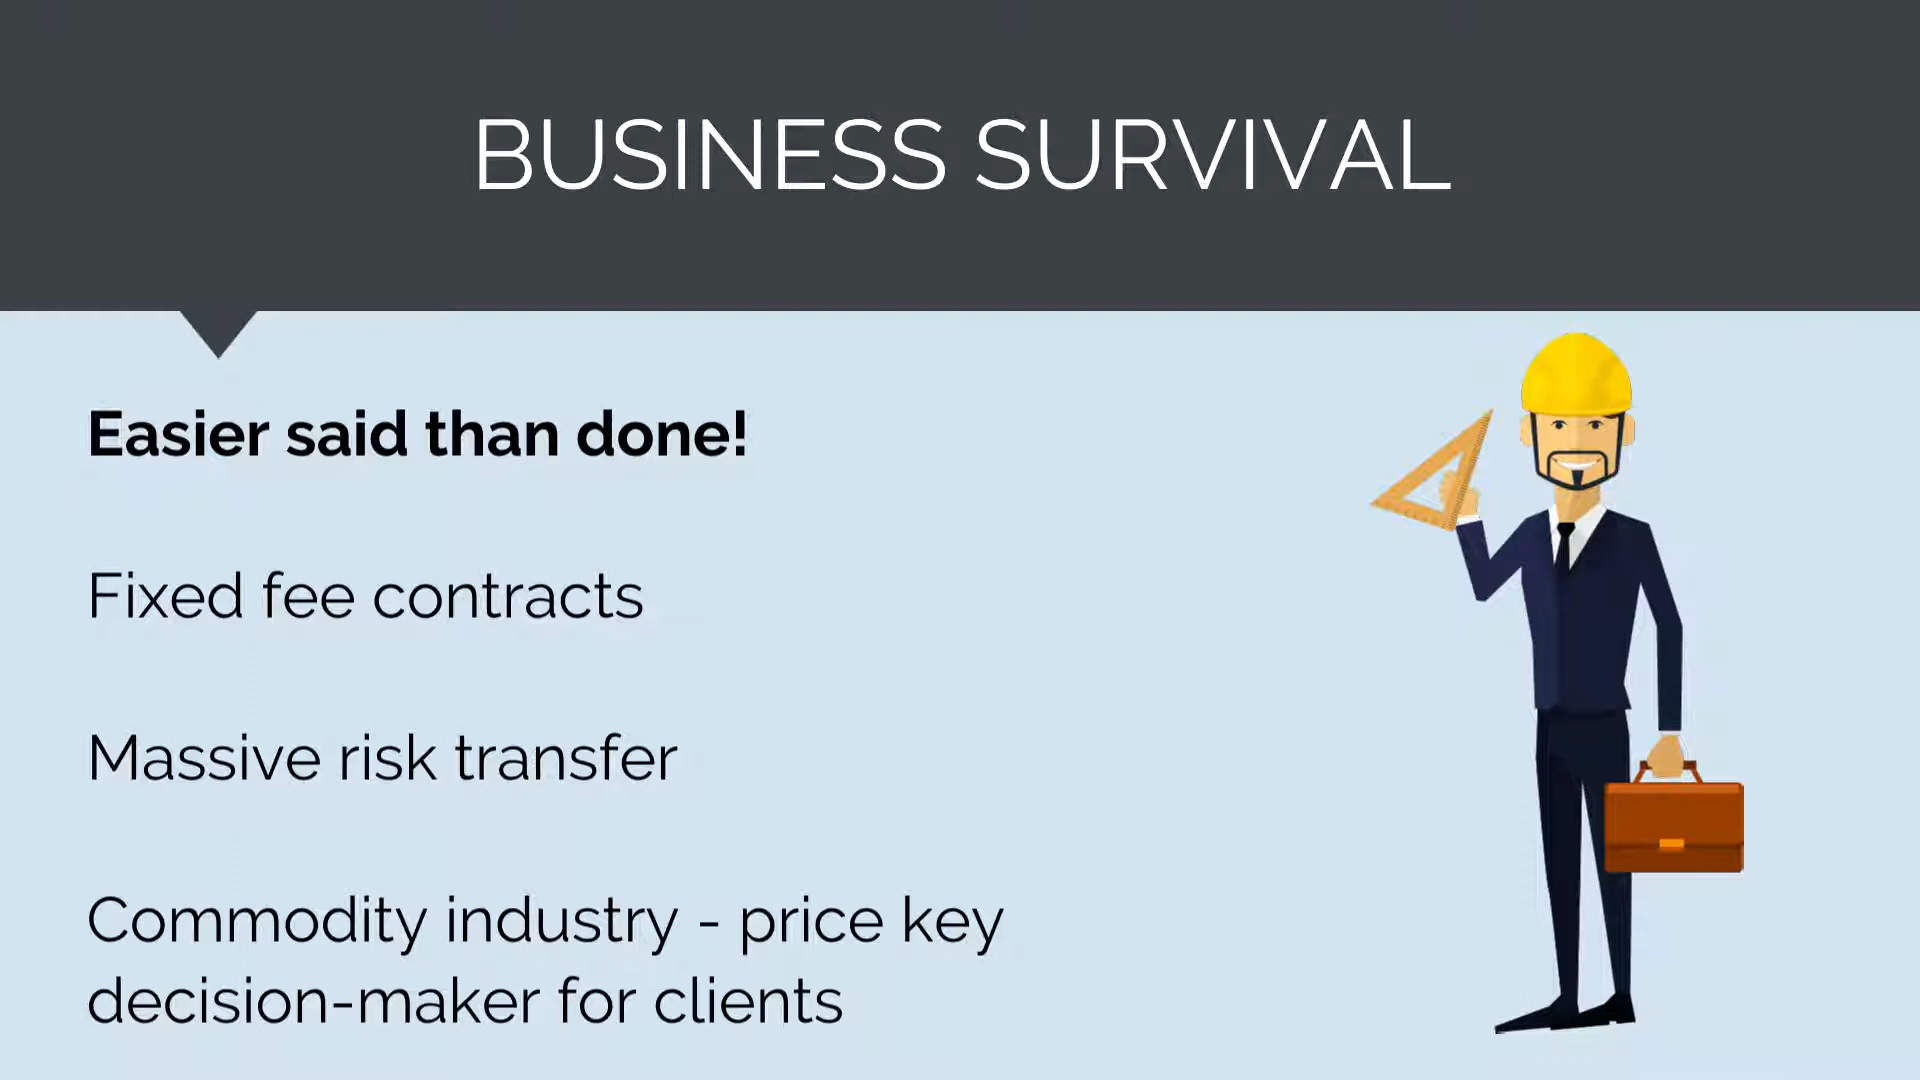 BUSINESS SURVIVAL
Easier said than done!
Fixed fee contracts
Massive risk transfer
Commodity industry - price key
decision-maker for clients